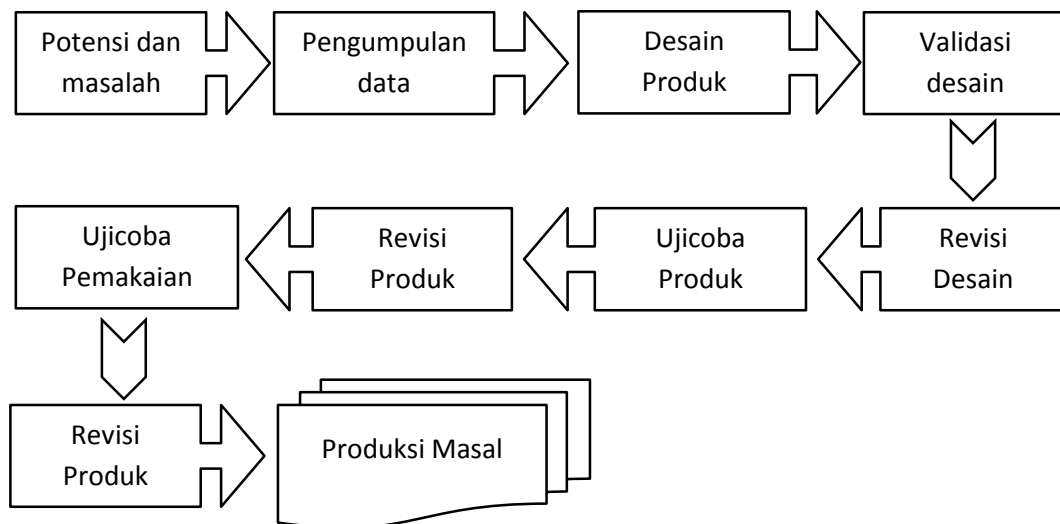 Potensi dan
masalah
Pengumpulan
data
Desain
Produk
Validasi
desain
Revisi
Desain
Ujicoba
Produk
Revisi
Produk
Ujicoba
Pemakaian
Revisi
Produk
Produksi Masal